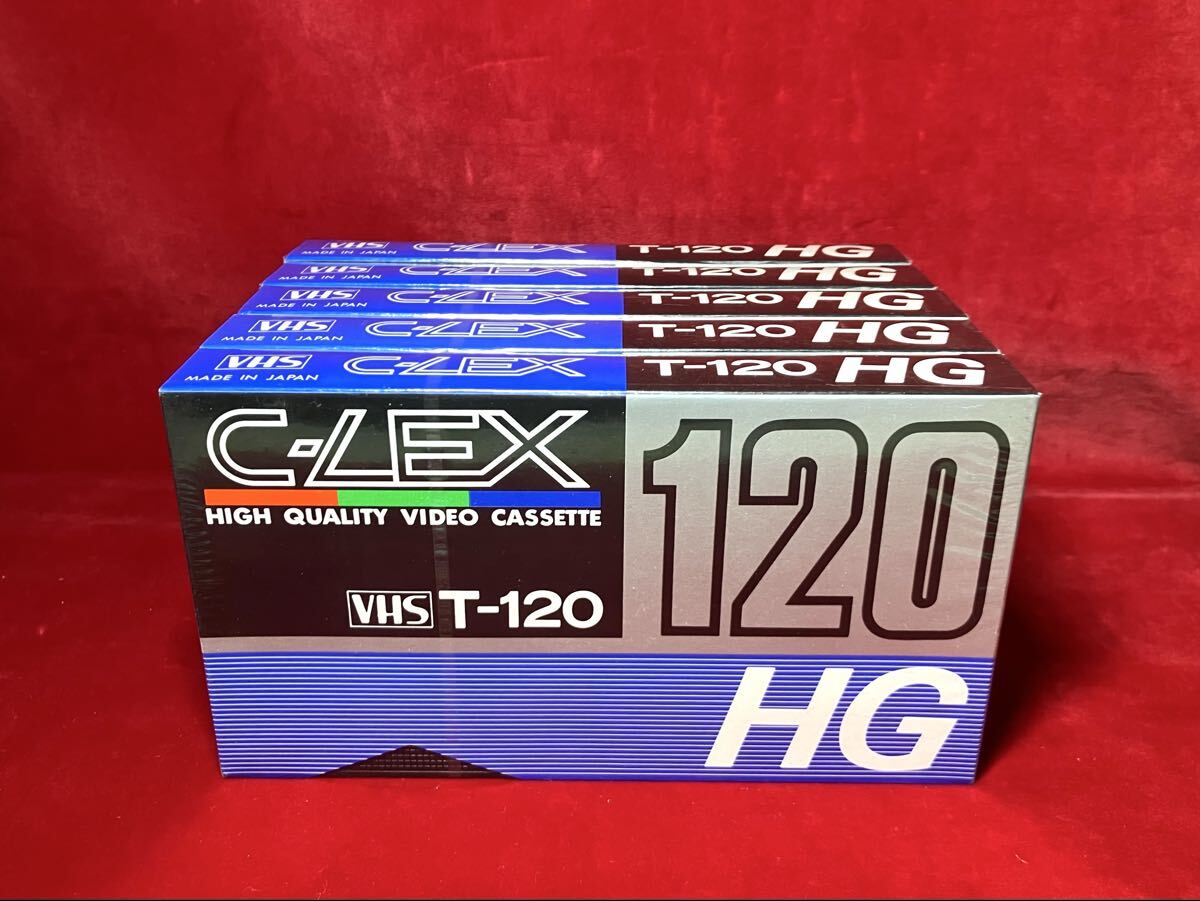 VHS C-LEX T-120 HG
MADE IN JAPAN
VHS C-LEX T-120 HG
MADE IN JAPAN
VHS C-LEX T-120 HG
MADE IN JAPAN
VHS C-LEX T-120 HG
MADE IN JAPAN
VHS C-LEX T-120 HG
MADE IN JAPAN
C-LEX
HIGH QUALITY VIDEO CASSETTE
VHS T-120
120
HG